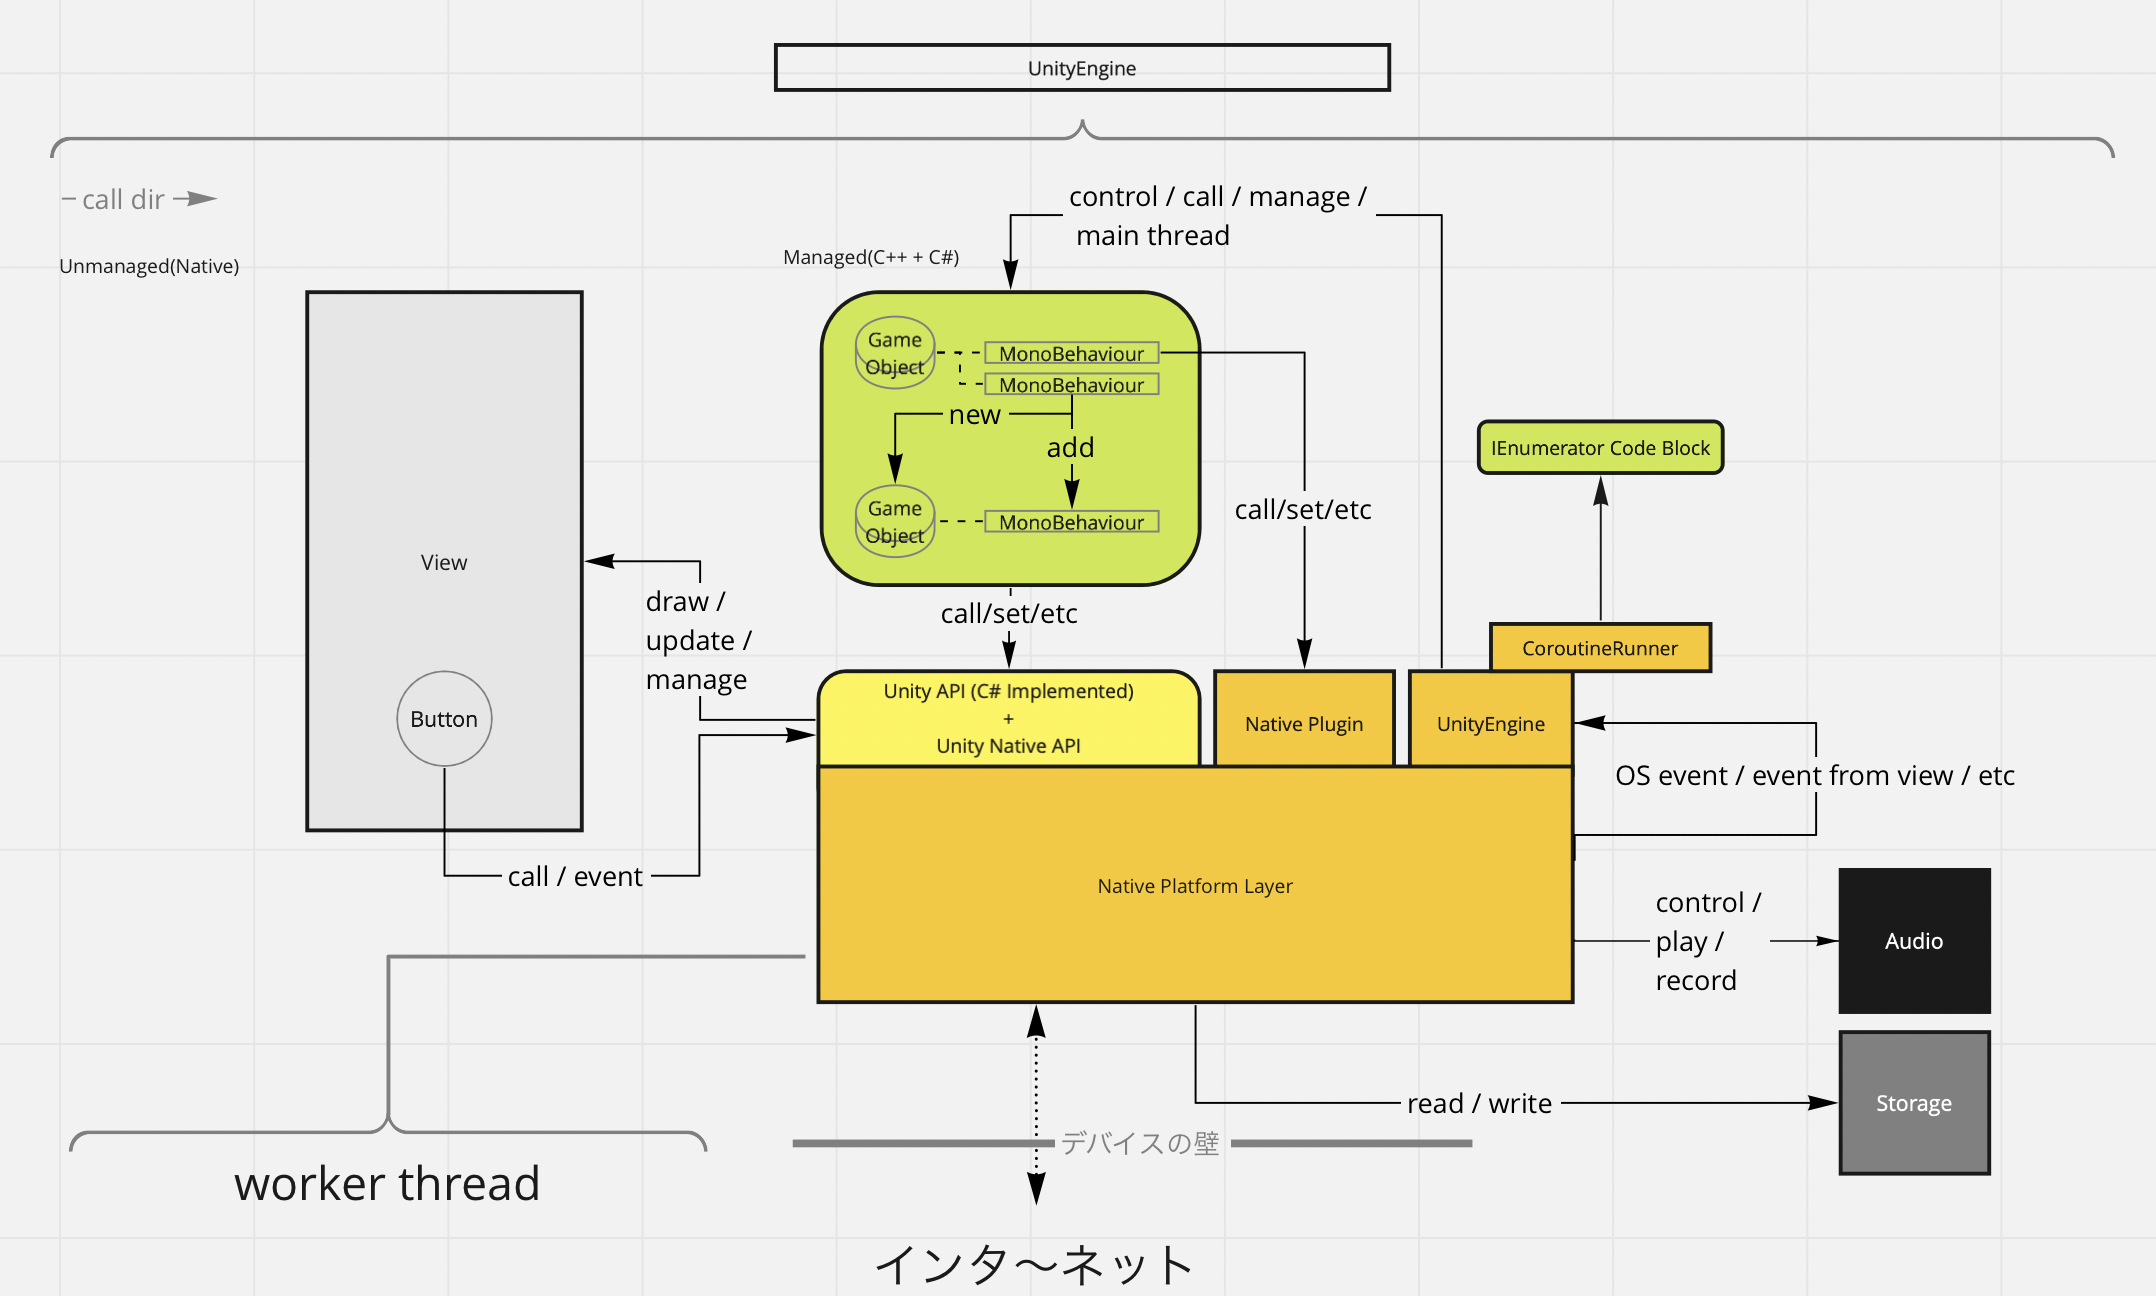 UnityEngine
call dir
control / call / manage /
main thread
Unmanaged(Native)
Managed(C++ + C#)
Game
Object
MonoBehaviour
MonoBehaviour
new
add
Game
Object
MonoBehaviour
call/set/etc
IEnumerator Code Block
View
draw /
update /
manage
call/set/etc
CoroutineRunner
Button
Unity API (C# Implemented)
+
Unity Native API
Native Plugin
UnityEngine
OS event / event from view / etc
call / event
Native Platform Layer
control /
play /
record
Audio
read / write
Storage
デバイスの壁
worker thread
インタ〜ネット